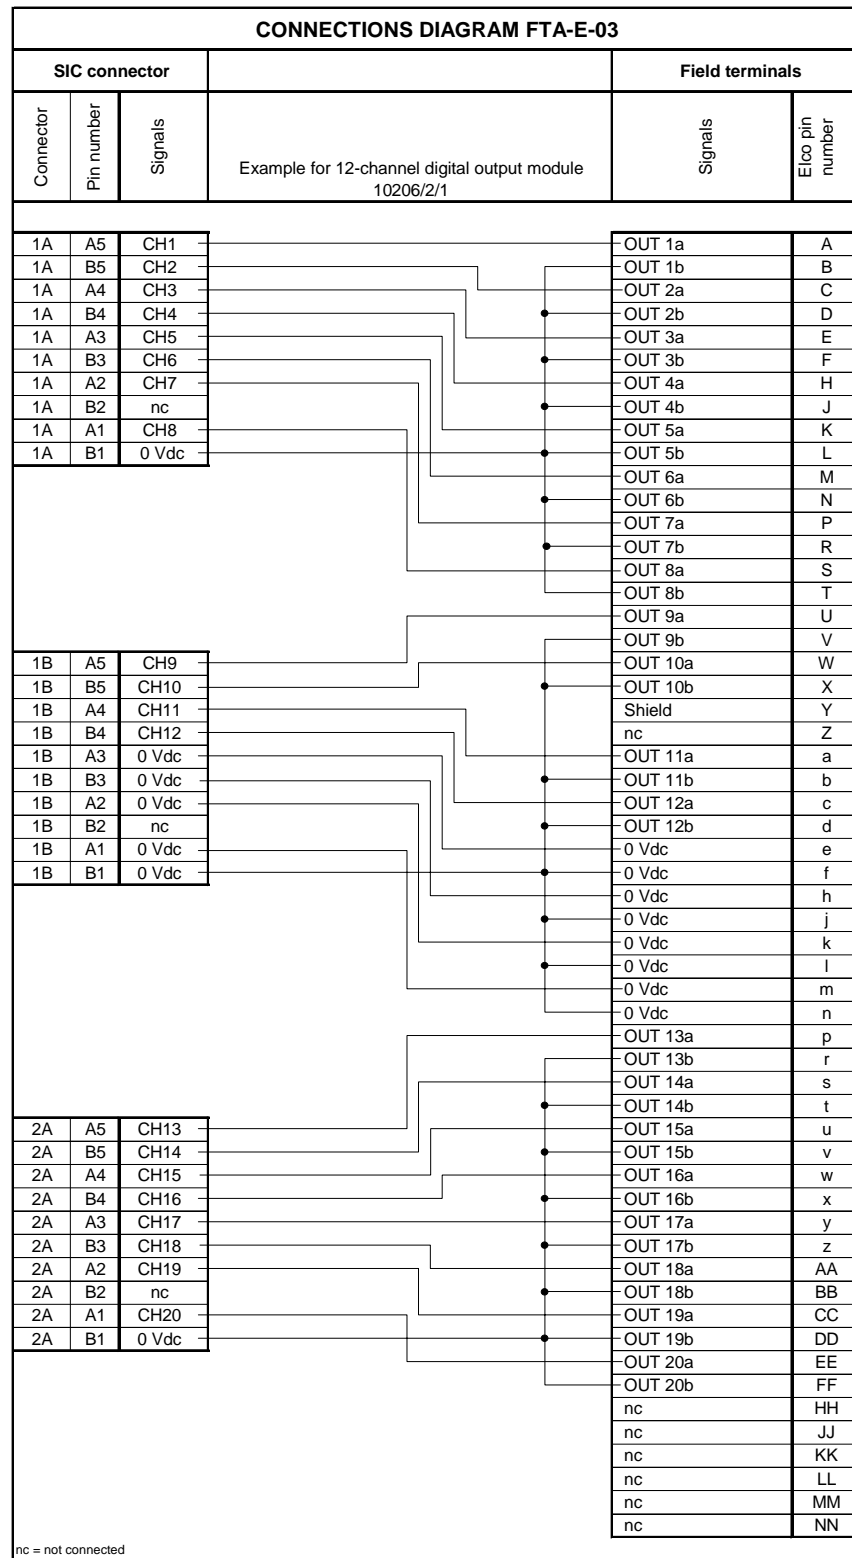 CONNECTIONS DIAGRAM FTA-E-03
SIC connector Field terminals
Connector Pin number Signals Example for 12-channel digital output module 10206/2/1 Signals Elco pin number
1A A5 CH1 OUT 1a A
1A B5 CH2 OUT 1b B
1A A4 CH3 OUT 2a C
1A B4 CH4 OUT 2b D
1A A3 CH5 OUT 3a E
1A B3 CH6 OUT 3b F
1A A2 CH7 OUT 4a H
1A B2 nc OUT 4b J
1A A1 CH8 OUT 5a K
1A B1 0 Vdc OUT 5b L
OUT 6a M
OUT 6b N
OUT 7a P
OUT 7b R
OUT 8a S
OUT 8b T
OUT 9a U
OUT 9b V
1B A5 CH9 OUT 10a W
1B B5 CH10 OUT 10b X
1B A4 CH11 Shield Y
1B B4 CH12 nc Z
1B A3 0 Vdc OUT 11a a
1B B3 0 Vdc OUT 11b b
1B A2 0 Vdc OUT 12a c
1B B2 nc OUT 12b d
1B A1 0 Vdc 0 Vdc e
1B B1 0 Vdc 0 Vdc f
0 Vdc h
0 Vdc j
0 Vdc k
0 Vdc l
0 Vdc m
0 Vdc n
OUT 13a p
OUT 13b r
OUT 14a s
OUT 14b t
2A A5 CH13 OUT 15a u
2A B5 CH14 OUT 15b v
2A A4 CH15 OUT 16a w
2A B4 CH16 OUT 16b x
2A A3 CH17 OUT 17a y
2A B3 CH18 OUT 17b z
2A A2 CH19 OUT 18a AA
2A B2 nc OUT 18b BB
2A A1 CH20 OUT 19a CC
2A B1 0 Vdc OUT 19b DD
OUT 20a EE
OUT 20b FF
nc HH
nc JJ
nc KK
nc LL
nc MM
nc NN
nc = not connected